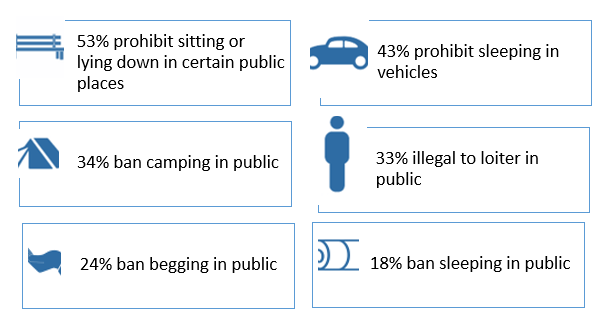 53% prohibit sitting or
lying down in certain public
places
43% prohibit sleeping in
vehicles
34% ban camping in public
33% illegal to loiter in
public
24% ban begging in public
18% ban sleeping in public